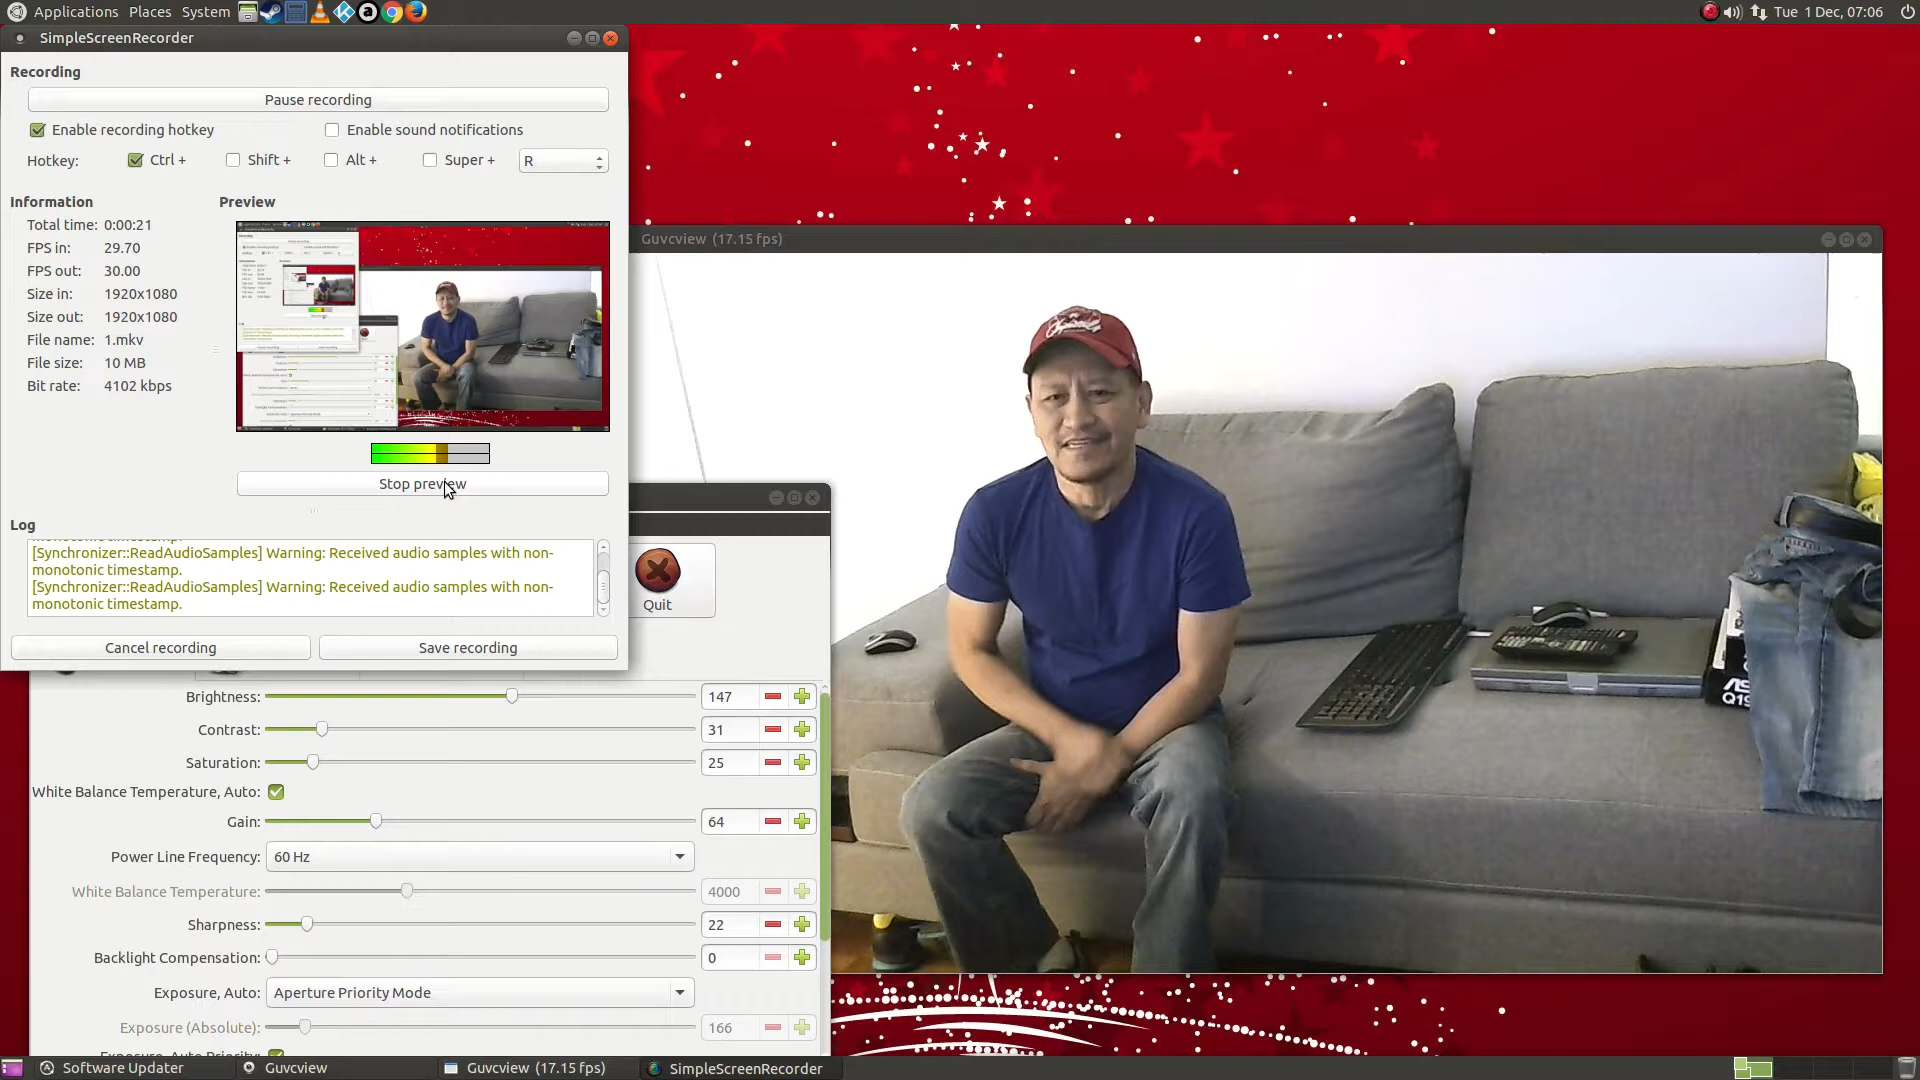 Applications Places System
Tue 1 Dec, 07:06
SimpleScreenRecorder
Recording
Pause recording
Enable recording hotkey
Enable sound notifications
Hotkey:
Ctrl +
Shift +
Alt +
Super +
R
Information
Total time: 0:00:21
FPS in: 29.70
FPS out: 30.00
Size in: 1920x1080
Size out: 1920x1080
File name: 1.mkv
File size: 10 MB
Bit rate: 4102 kbps
Preview
Stop preview
Log
monotonic timestamp.
[Synchronizer::ReadAudioSamples] Warning: Received audio samples with non-
monotonic timestamp.
[Synchronizer::ReadAudioSamples] Warning: Received audio samples with non-
monotonic timestamp.
Cancel recording
Save recording
Guvcview (17.15 fps)
Quit
Brightness: 147
Contrast: 31
Saturation: 25
White Balance Temperature, Auto:
Gain: 64
Power Line Frequency: 60 Hz
White Balance Temperature: 4000
Sharpness: 22
Backlight Compensation: 0
Exposure, Auto: Aperture Priority Mode
Exposure (Absolute): 166
Exposure, Auto Priority:
Software Updater
Guvcview
Guvcview (17.15 fps)
SimpleScreenRecorder